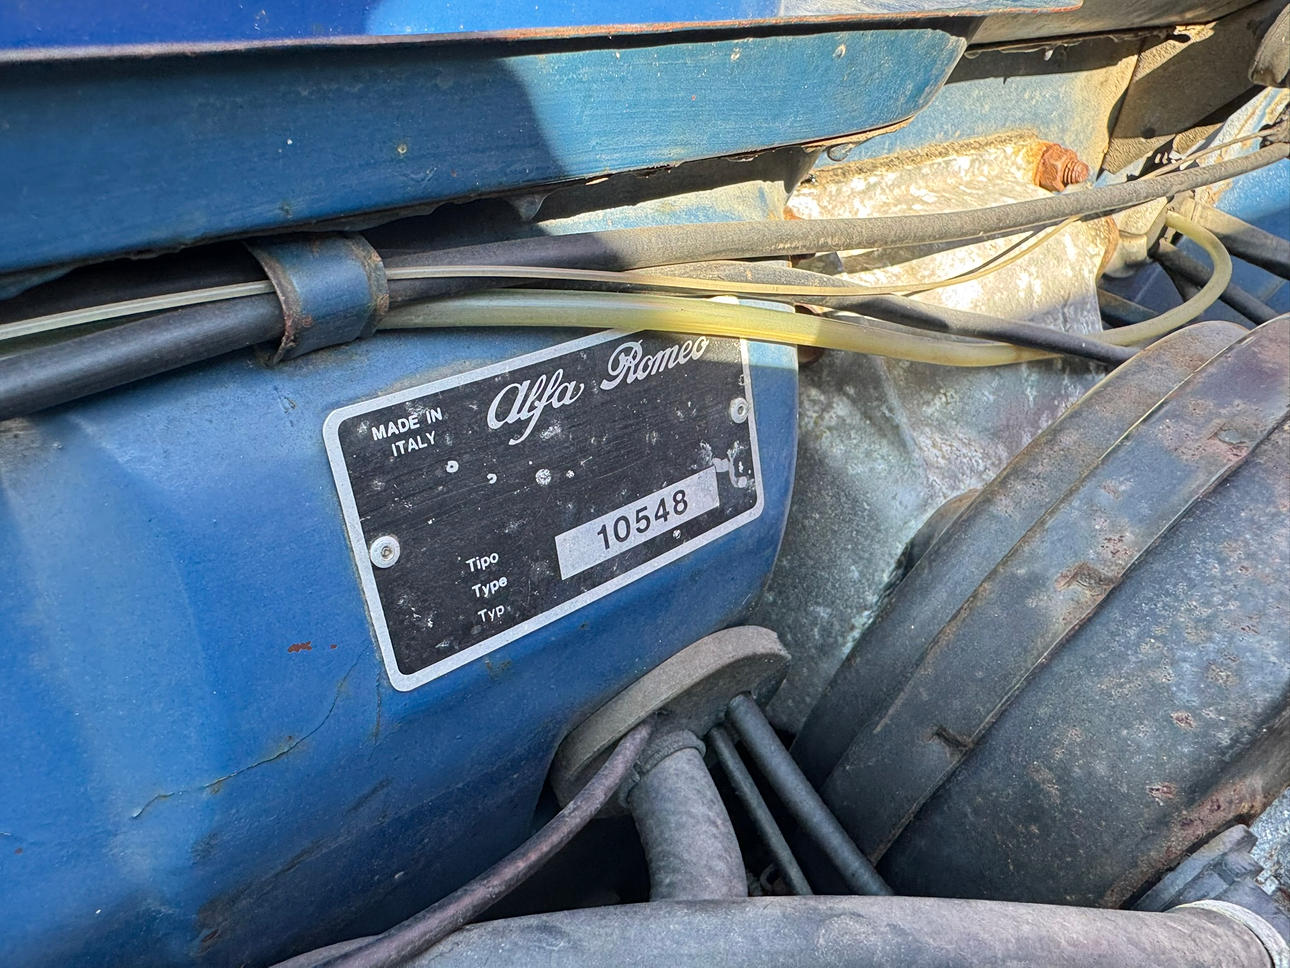 Alfa Romeo
MADE IN
ITALY
10548
Tipo
Type
Typ